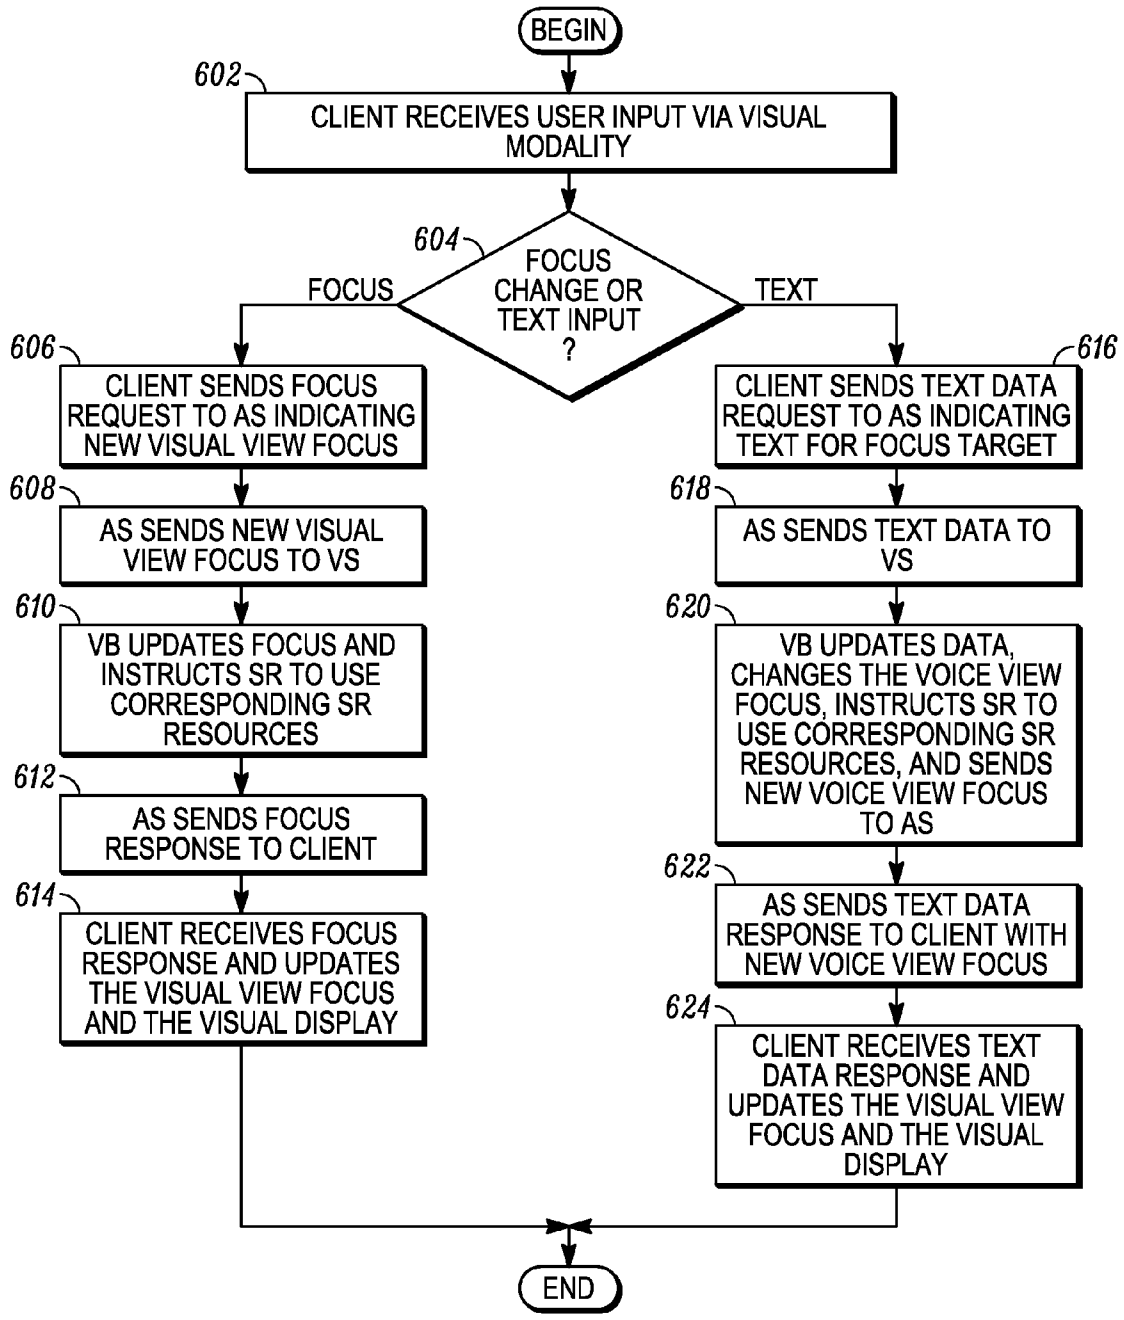 BEGIN
602
CLIENT RECEIVES USER INPUT VIA VISUAL
MODALITY
604
FOCUS
CHANGE OR
TEXT INPUT
?
FOCUS
TEXT
606
CLIENT SENDS FOCUS
REQUEST TO AS INDICATING
NEW VISUAL VIEW FOCUS
608
AS SENDS NEW VISUAL
VIEW FOCUS TO VS
610
VB UPDATES FOCUS AND
INSTRUCTS SR TO USE
CORRESPONDING SR
RESOURCES
612
AS SENDS FOCUS
RESPONSE TO CLIENT
614
CLIENT RECEIVES FOCUS
RESPONSE AND UPDATES
THE VISUAL VIEW FOCUS
AND THE VISUAL DISPLAY
616
CLIENT SENDS TEXT DATA
REQUEST TO AS INDICATING
TEXT FOR FOCUS TARGET
618
AS SENDS TEXT DATA TO
VS
620
VB UPDATES DATA,
CHANGES THE VOICE VIEW
FOCUS, INSTRUCTS SR TO
USE CORRESPONDING SR
RESOURCES, AND SENDS
NEW VOICE VIEW FOCUS
TO AS
622
AS SENDS TEXT DATA
RESPONSE TO CLIENT WITH
NEW VOICE VIEW FOCUS
624
CLIENT RECEIVES TEXT
DATA RESPONSE AND
UPDATES THE VISUAL VIEW
FOCUS AND THE VISUAL
DISPLAY
END